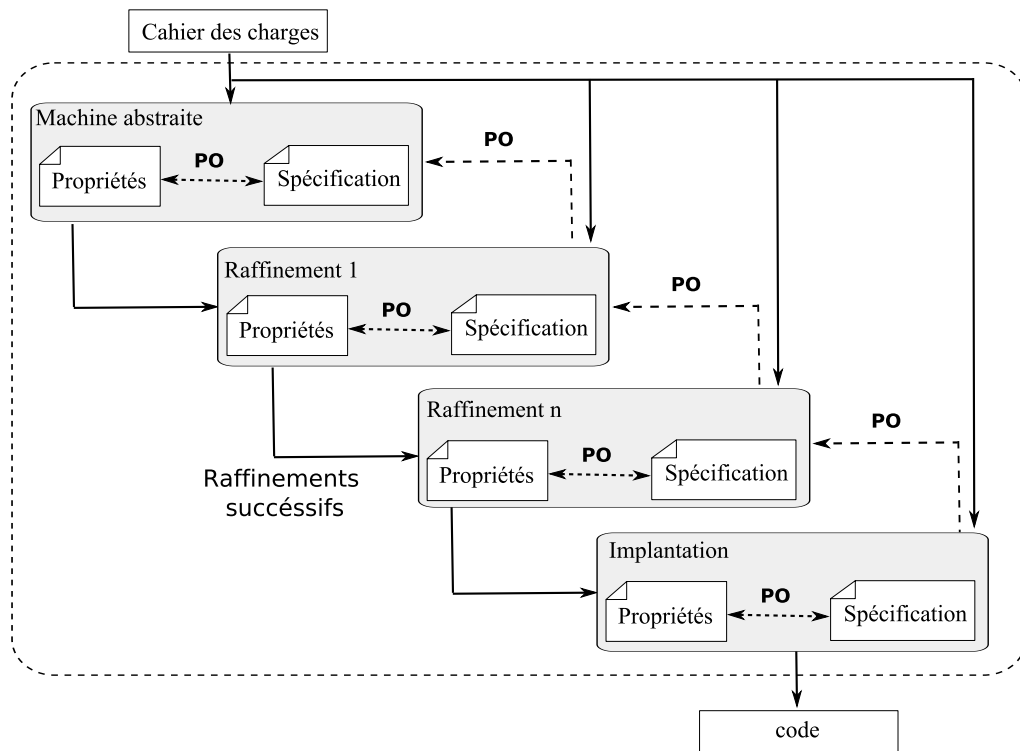 Cahier des charges
Machine abstraite
PO
Propriétés
PO
Spécification
Raffinement 1
PO
Propriétés
PO
Spécification
Raffinement n
PO
Propriétés
PO
Spécification
Raffinements
succéssifs
Implantation
Propriétés
PO
Spécification
code